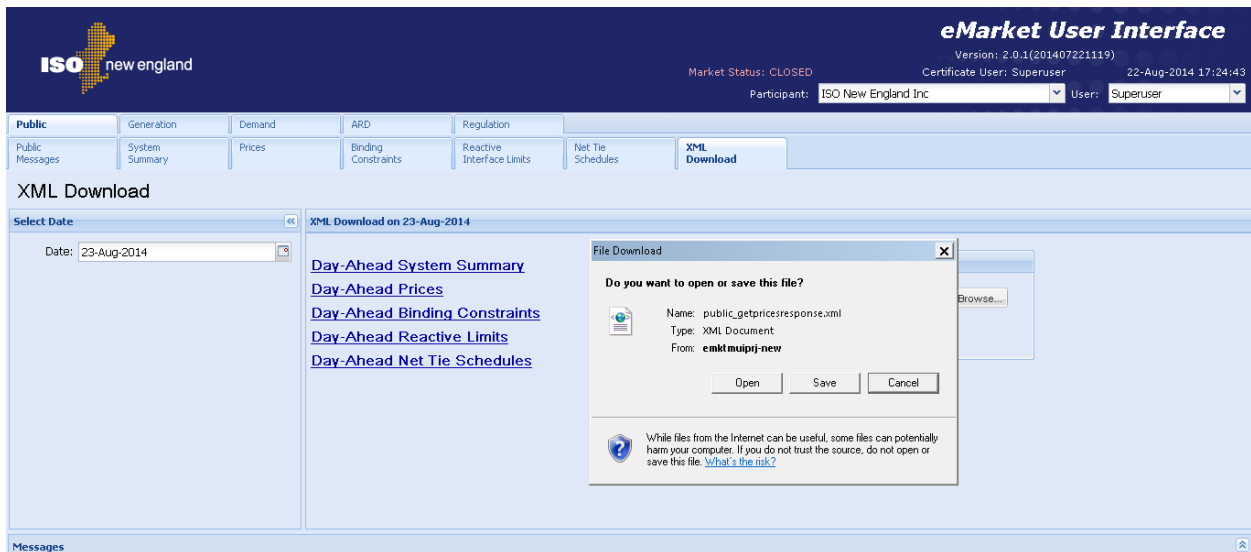 eMarket User Interface
ISO new england
Version: 2.0.1(201407221119)
Market Status: CLOSED Certificate User: Superuser 22-Aug-2014 17:24:43
Participant: ISO New England Inc User: Superuser
Public Generation Demand ARD Regulation
Public Messages System Summary Prices Binding Constraints Reactive Interface Limits Net Tie Schedules XML Download
XML Download
Select Date
Date: 23-Aug-2014
XML Download on 23-Aug-2014
Day-Ahead System Summary
Day-Ahead Prices
Day-Ahead Binding Constraints
Day-Ahead Reactive Limits
Day-Ahead Net Tie Schedules
File Download
Do you want to open or save this file?
Name: public_getpricesresponse.xml
Type: XML Document
From: emktmuiprj-new
Open Save Cancel
While files from the Internet can be useful, some files can potentially
harm your computer. If you do not trust the source, do not open or
save this file. What's the risk?
Browse...
Messages